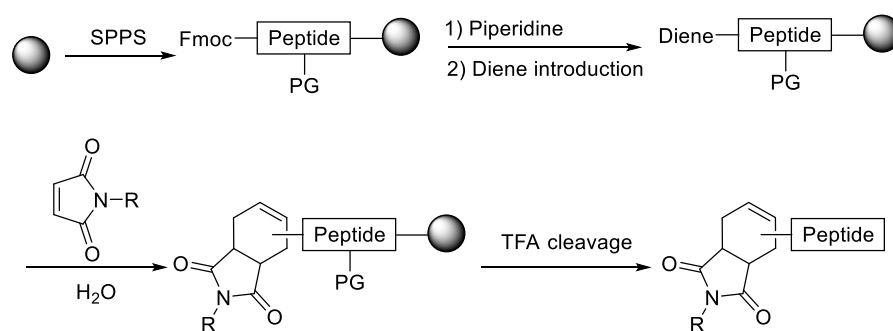 SPPS
Fmoc
Peptide
PG
1) Piperidine
2) Diene introduction
Diene
Peptide
PG
O
N
R
O
H2O
O
N
R
O
Peptide
PG
TFA cleavage
O
N
R
O
Peptide